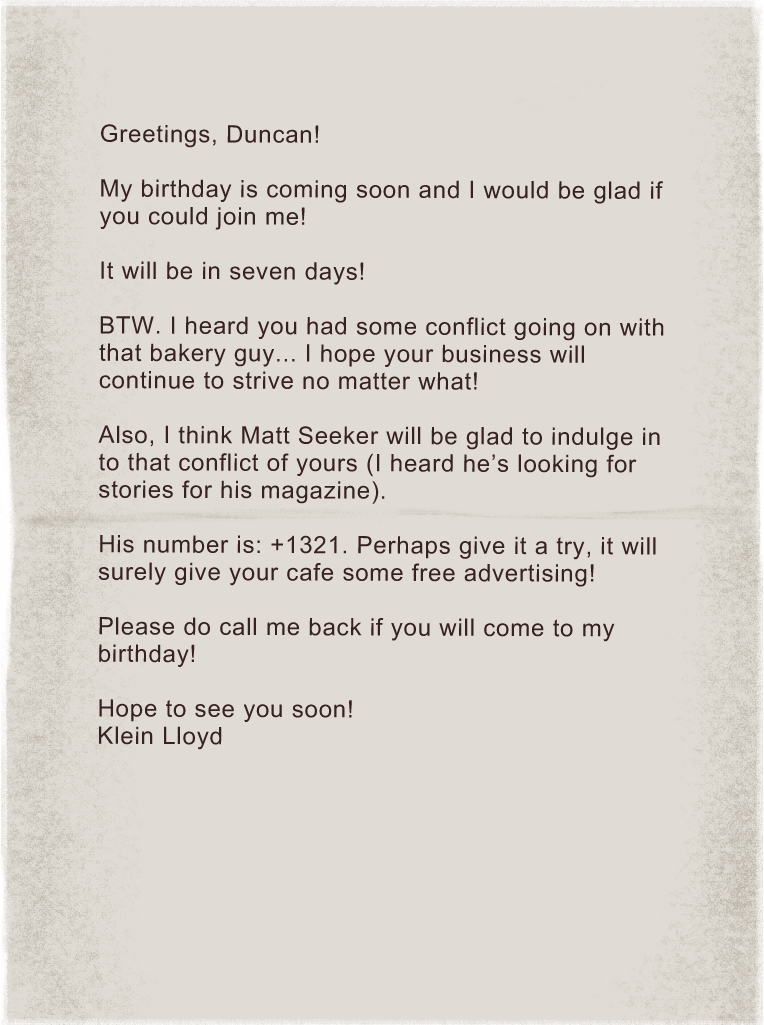 Greetings, Duncan!
My birthday is coming soon and I would be glad if
you could join me!
It will be in seven days!
BTW. I heard you had some conflict going on with
that bakery guy... I hope your business will
continue to strive no matter what!
Also, I think Matt Seeker will be glad to indulge in
to that conflict of yours (I heard he’s looking for
stories for his magazine).
His number is: +1321. Perhaps give it a try, it will
surely give your cafe some free advertising!
Please do call me back if you will come to my
birthday!
Hope to see you soon!
Klein Lloyd